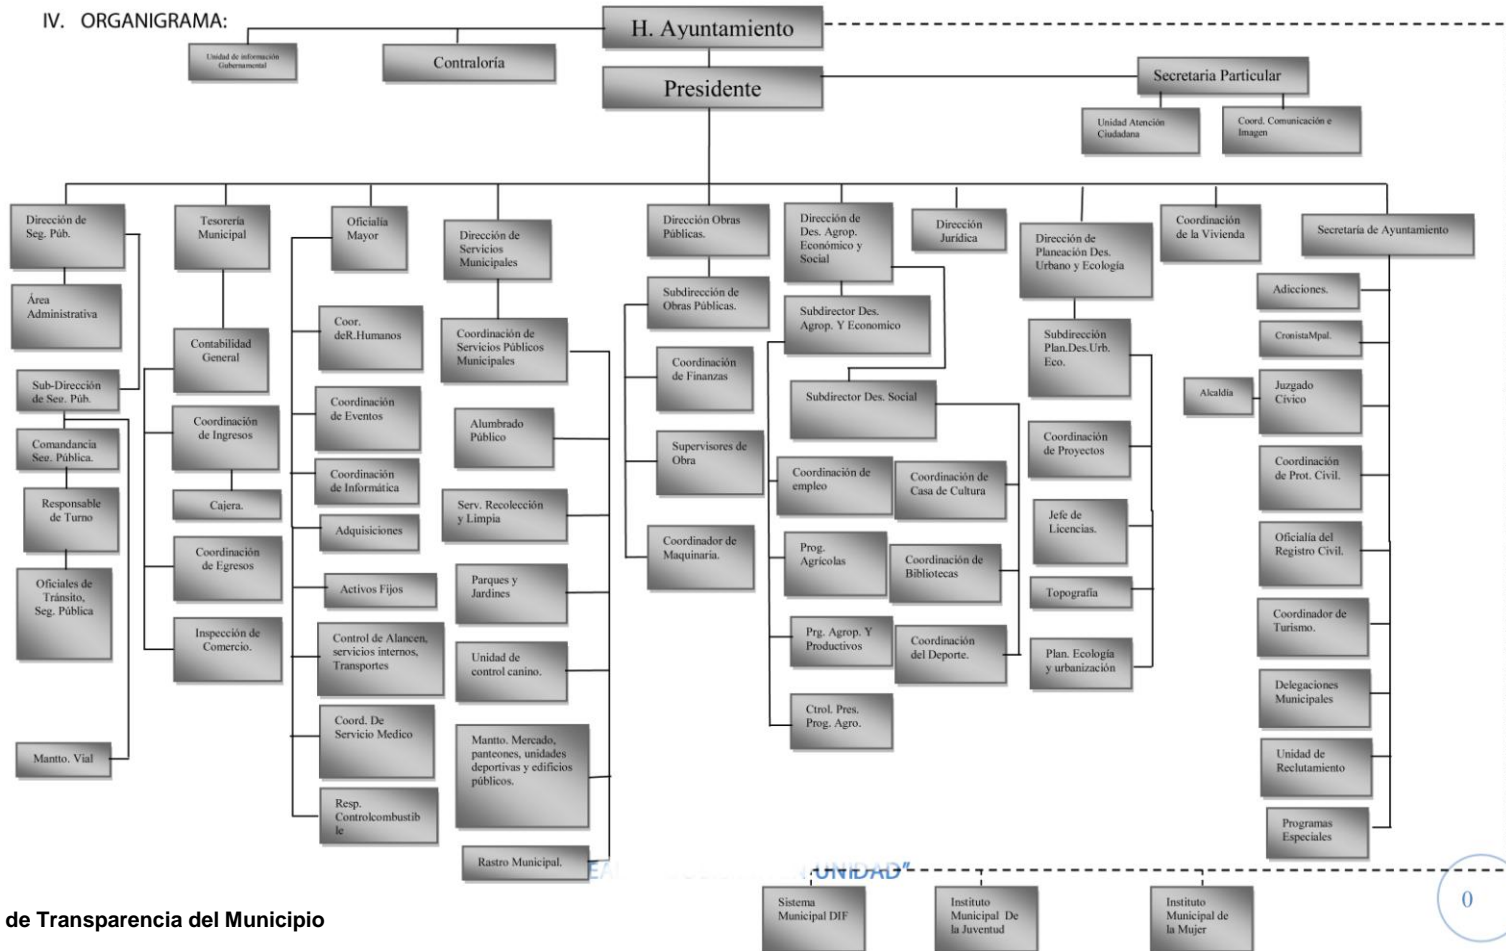 IV. ORGANIGRAMA:
H. Ayuntamiento
Unidad de información
Gubernamental
Contraloría
Presidente
Secretaria Particular
Unidad Atención
Ciudadana
Coord. Comunicación e
Imagen
Dirección de
Seg. Púb.
Área
Administrativa
Sub-Dirección
de Seg. Púb.
Comandancia
Seg. Pública.
Responsable
de Turno
Oficiales de
Tránsito,
Seg. Pública
Mantto. Vial
Tesorería
Municipal
Contabilidad
General
Coordinación
de Ingresos
Cajera.
Coordinación
de Egresos
Inspección de
Comercio.
Oficialía
Mayor
Coor.
deR.Humanos
Coordinación
de Eventos
Coordinación
de Informática
Adquisiciones
Activos Fijos
Control de Alancen,
servicios internos,
Transportes
Coord. De
Servicio Medico
Resp.
Controlcombustib
le
Dirección de
Servicios
Municipales
Coordinación de
Servicios Públicos
Municipales
Alumbrado
Público
Serv. Recolección
y Limpia
Parques y
Jardines
Unidad de
control canino.
Mantto. Mercado,
panteones, unidades
deportivas y edificios
públicos.
Rastro Municipal.
Dirección Obras
Públicas.
Subdirección de
Obras Públicas.
Coordinación
de Finanzas
Supervisores de
Obra
Coordinador de
Maquinaria.
Dirección de
Des. Agrop.
Económico y
Social
Subdirector Des.
Agrop. Y Economico
Subdirector Des. Social
Coordinación de
empleo
Prog.
Agrícolas
Prg. Agrop. Y
Productivos
Ctrol. Pres.
Prog. Agro.
Coordinación de
Casa de Cultura
Coordinación de
Bibliotecas
Coordinación
del Deporte.
Dirección
Jurídica
Dirección de
Planeación Des.
Urbano y Ecología
Subdirección
Plan.Des.Urb.
Eco.
Coordinación
de Proyectos
Jefe de
Licencias.
Topografía
Plan. Ecología
y urbanización
Coordinación
de la Vivienda
Secretaría de Ayuntamiento
Adicciones.
CronistaMpal.
Alcaldía
Juzgado
Cívico
Coordinación
de Prot. Civil.
Oficialía del
Registro Civil.
Coordinador de
Turismo.
Delegaciones
Municipales
Unidad de
Reclutamiento
Programas
Especiales
UNIDAD"
Sistema
Municipal DIF
Instituto
Municipal De
la Juventud
Instituto
Municipal de
la Mujer
0
de Transparencia del Municipio